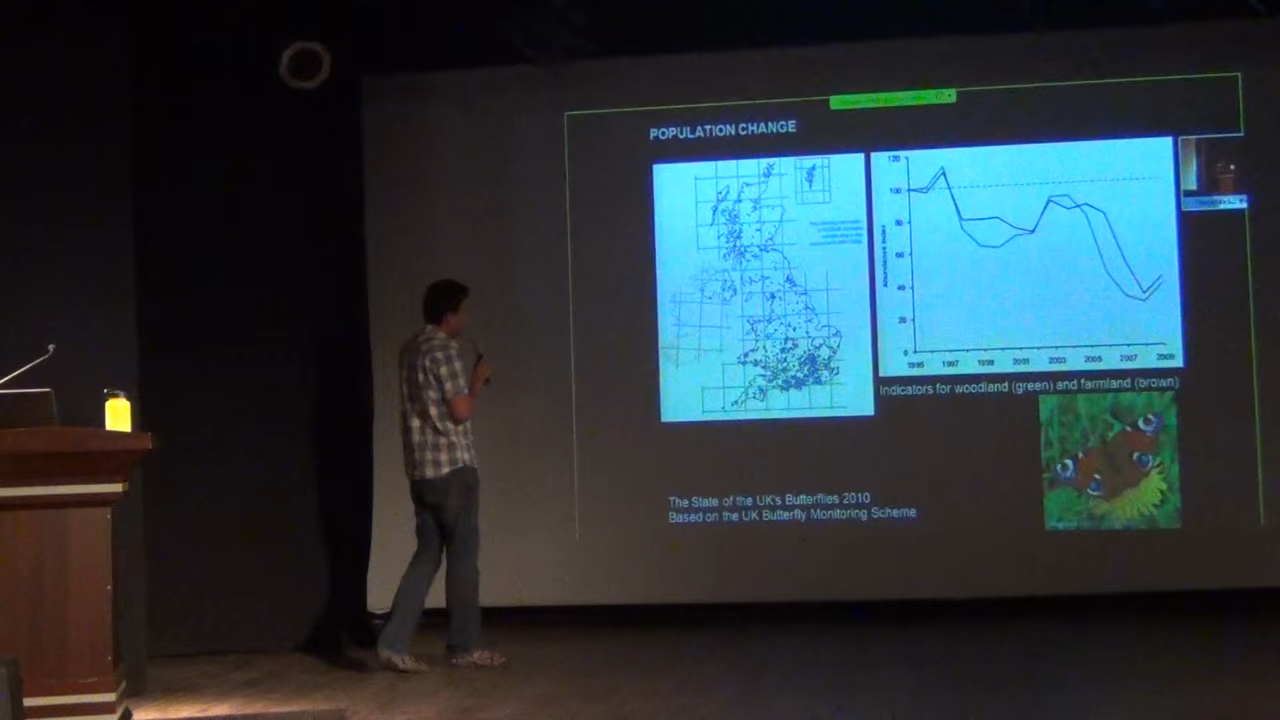 POPULATION CHANGE
120
100
80
60
40
20
0
Abundance Index
1995 1997 1999 2001 2003 2005 2007 2009
Indicators for woodland (green) and farmland (brown)
The State of the UK's Butterflies 2010
Based on the UK Butterfly Monitoring Scheme